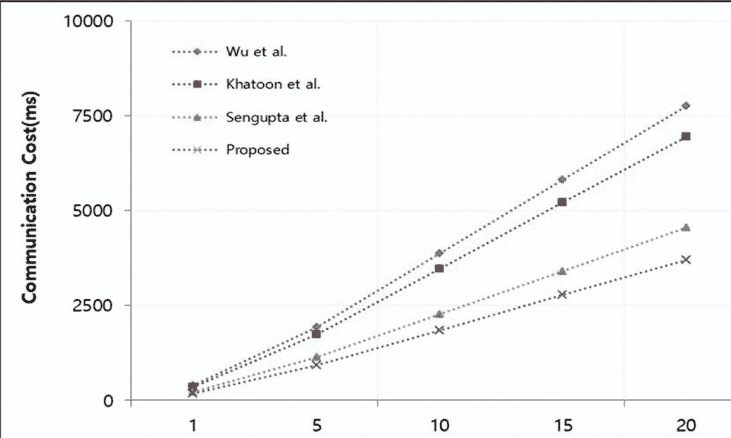 10000
Wu et al.
Khatoon et al.
7500
Sengupta et al.
Proposed
Communication Cost(ms)
5000
2500
0
1 5 10 15 20